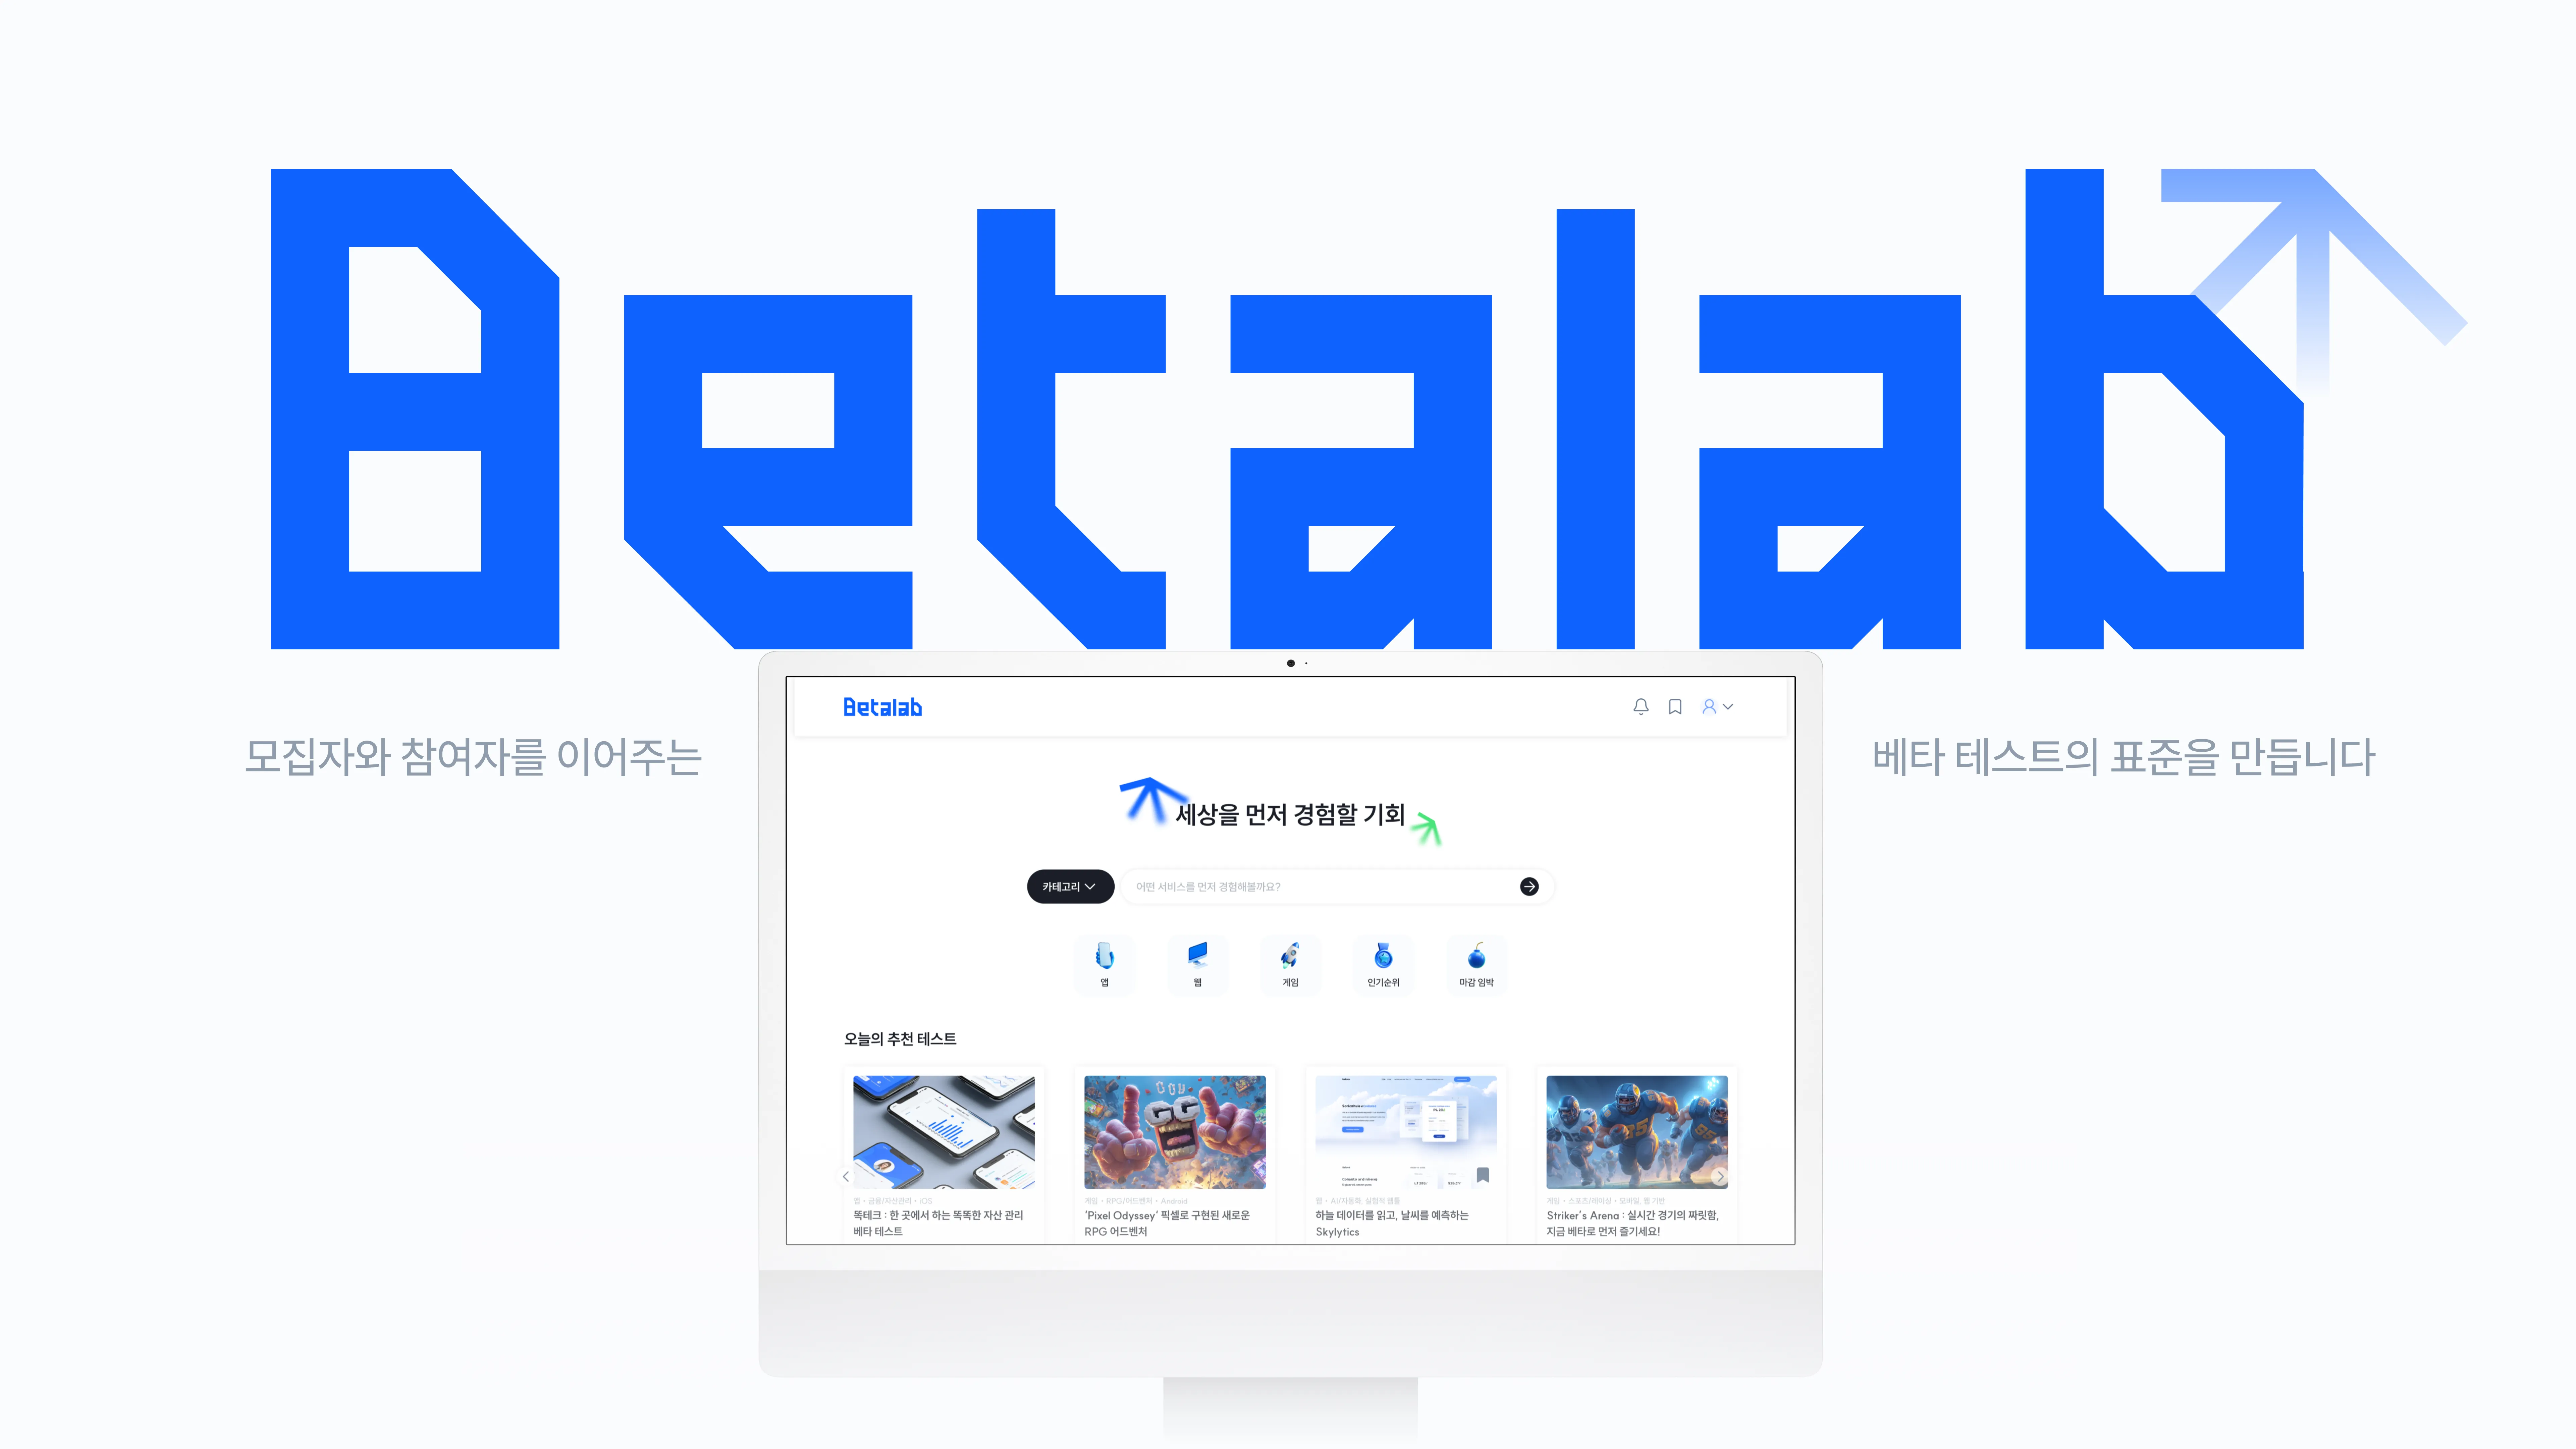 Betalab
모집자와 참여자를 이어주는
베타 테스트의 표준을 만듭니다
Betalab
세상을 먼저 경험할 기회
카테고리
어떤 서비스를 먼저 경험해볼까요?
앱
웹
게임
인기순위
마감 임박
오늘의 추천 테스트
앱 • 금융/자산관리 • iOS
똑테크 : 한 곳에서 하는 똑똑한 자산 관리
베타 테스트
게임 • RPG/어드벤처 • Android
'Pixel Odyssey' 픽셀로 구현된 새로운
RPG 어드벤처
웹 • AI/자동화, 실험적 웹툴
하늘 데이터를 읽고, 날씨를 예측하는
Skylytics
게임 • 스포츠/레이싱 • 모바일, 웹 기반
Striker's Arena : 실시간 경기의 짜릿함,
지금 베타로 먼저 즐기세요!